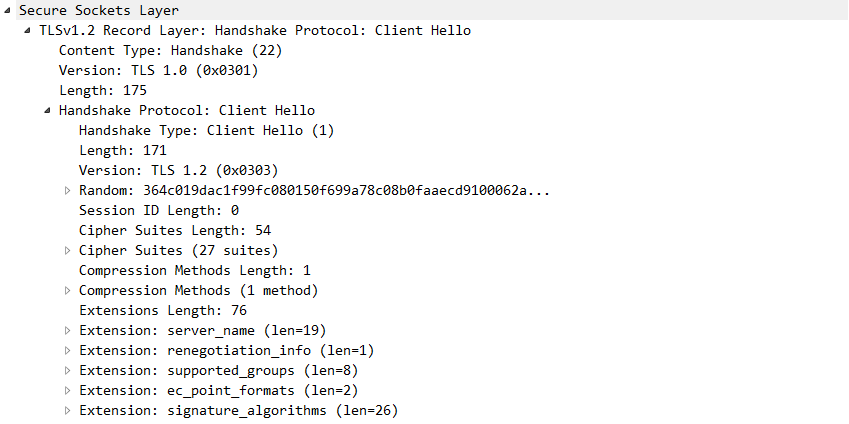 Secure Sockets Layer
TLSv1.2 Record Layer: Handshake Protocol: Client Hello
Content Type: Handshake (22)
Version: TLS 1.0 (0x0301)
Length: 175
Handshake Protocol: Client Hello
Handshake Type: Client Hello (1)
Length: 171
Version: TLS 1.2 (0x0303)
Random: 364c019dac1f99fc080150f699a78c08b0faaecd9100062a...
Session ID Length: 0
Cipher Suites Length: 54
Cipher Suites (27 suites)
Compression Methods Length: 1
Compression Methods (1 method)
Extensions Length: 76
Extension: server_name (len=19)
Extension: renegotiation_info (len=1)
Extension: supported_groups (len=8)
Extension: ec_point_formats (len=2)
Extension: signature_algorithms (len=26)